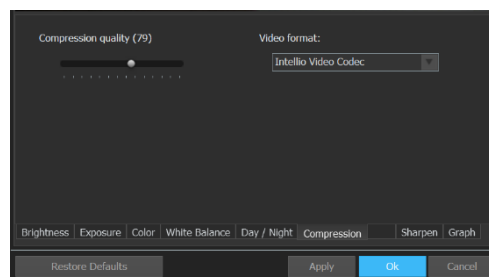 Compression quality (79) Video format:
Intellio Video Codec
Brightness Exposure Color White Balance Day / Night Compression Sharpen Graph
Restore Defaults Apply Ok Cancel